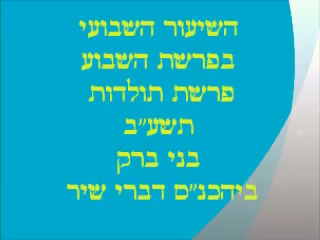 השיעור השבועי
בפרשת השבוע
פרשת תולדות
תשע"ב
בני ברק
ביהכנ"ס דברי שיר